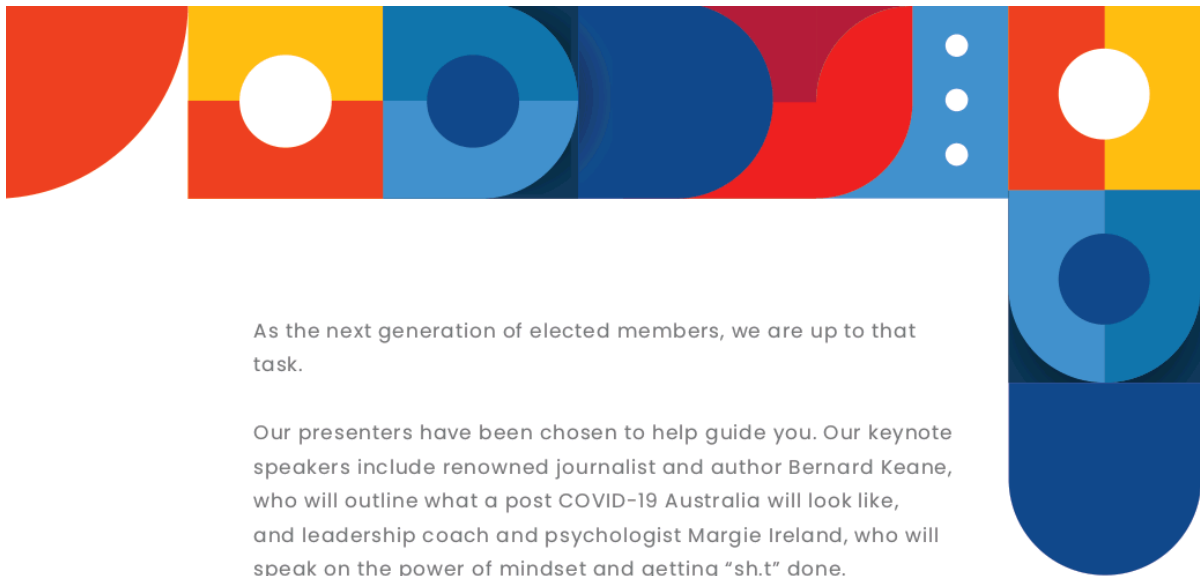 As the next generation of elected members, we are up to that
task.
Our presenters have been chosen to help guide you. Our keynote
speakers include renowned journalist and author Bernard Keane,
who will outline what a post COVID-19 Australia will look like,
and leadership coach and psychologist Margie Ireland, who will
speak on the power of mindset and getting “sh.t” done.